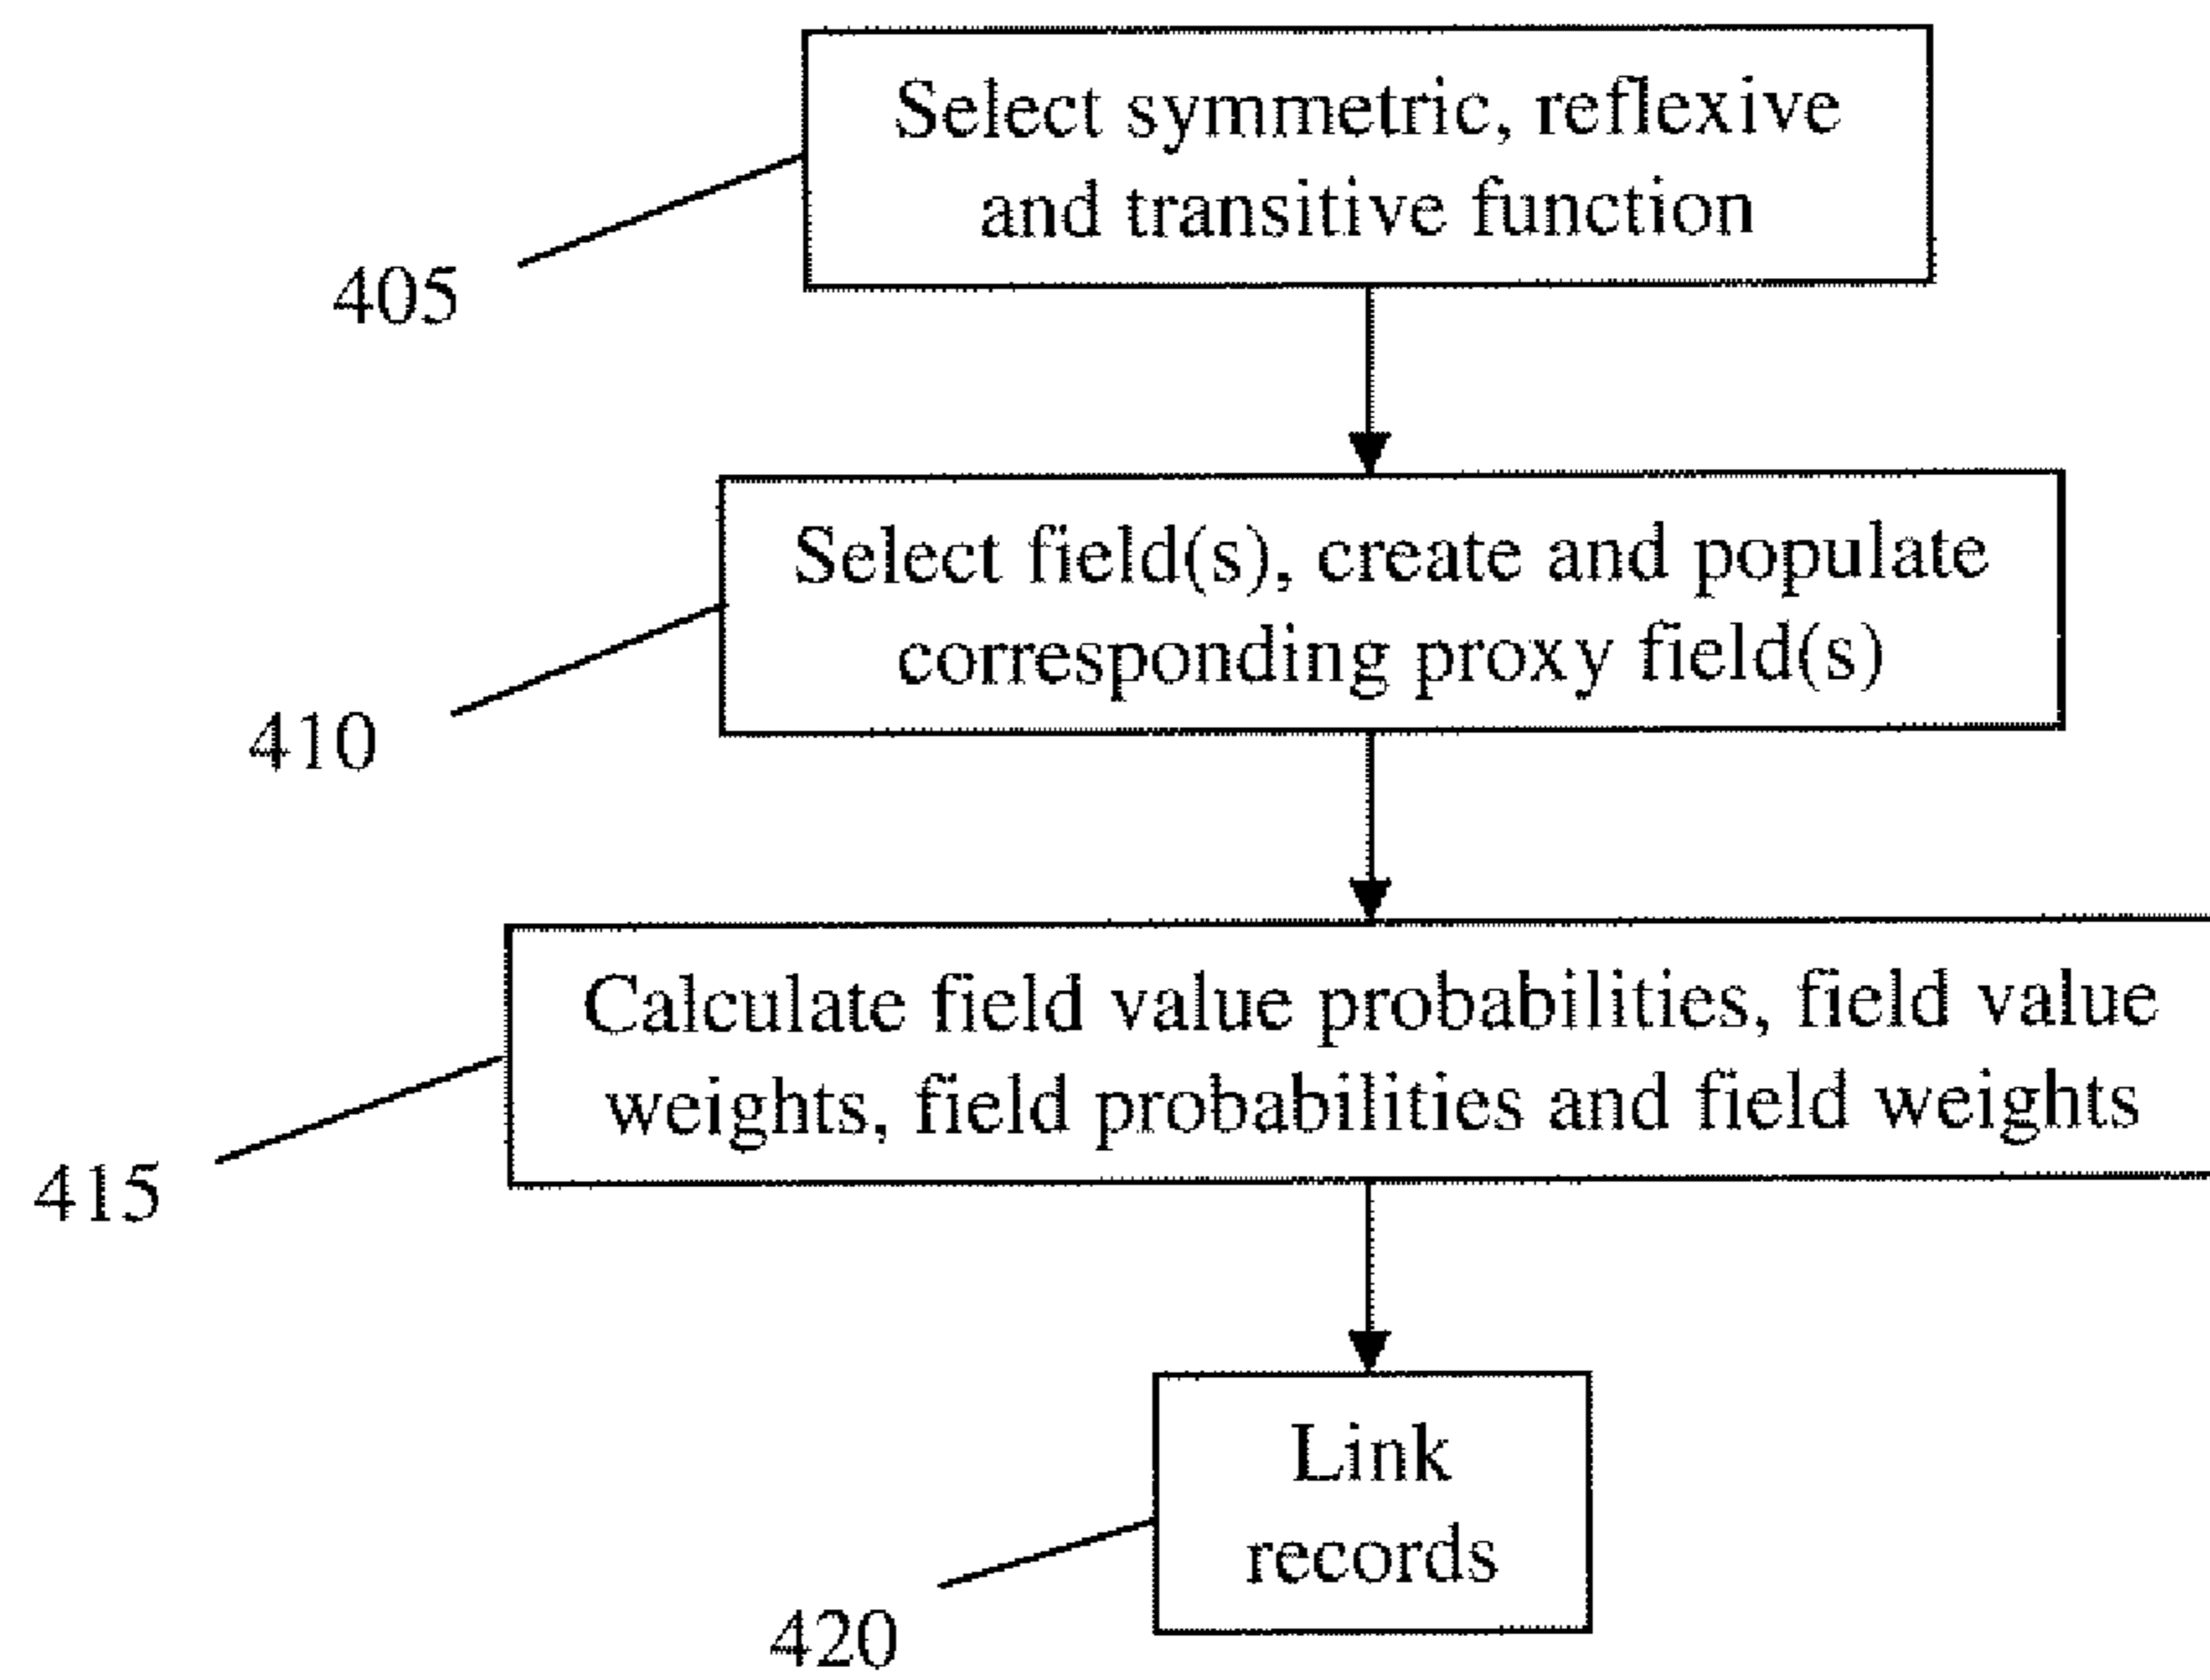 Select symmetric, reflexive
and transitive function
405
Select field(s), create and populate
corresponding proxy field(s)
410
Calculate field value probabilities, field value
weights, field probabilities and field weights
415
Link
records
420